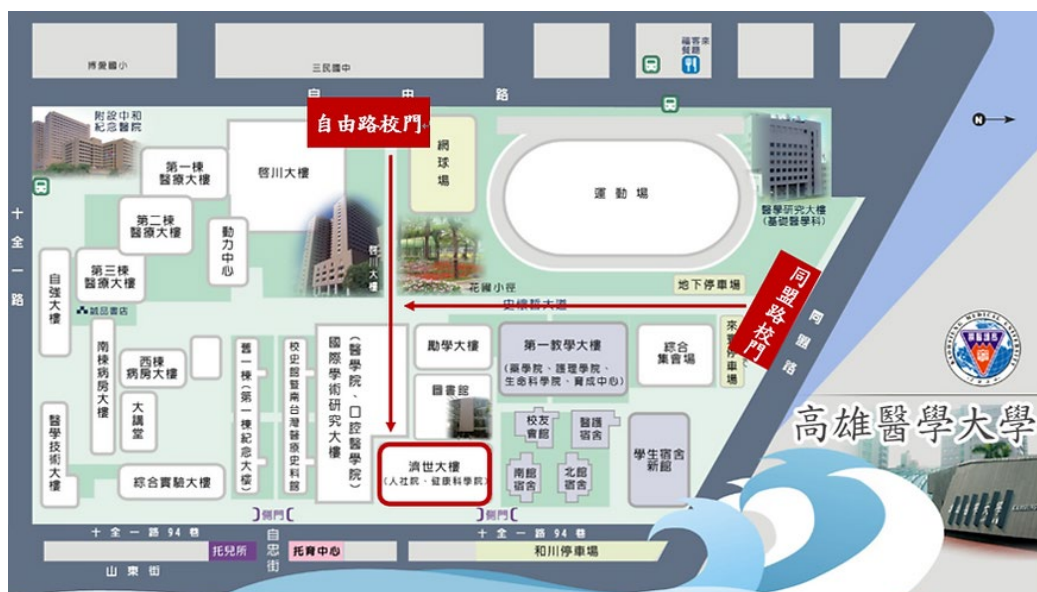 博愛國小
三民國中
福客來
餐廳
自由路
自由路校門
附設中和
紀念醫院
第一棟
醫療大樓
啓川大樓
網球場
運動場
醫學研究大樓
(基礎醫學科)
N
十全一路
第二棟
醫療大樓
動力中心
啓川大樓
第三棟
醫療大樓
自強大樓
誠品書店
花園小徑
地下停車場
史懷哲大道
同盟路校門
同盟路
南棟病房大樓
西棟
病房大樓
大講堂
舊一棟(第一棟紀念大樓)
校史館暨南台灣醫療史料館
國際學術研究大樓
(醫學院、口腔醫學院)
勵學大樓
第一教學大樓
(藥學院、護理學院、
生命科學院、育成中心)
綜合
集會場
來賓停車場
圖書館
校友
會館
醫護
宿舍
南館
宿舍
北館
宿舍
學生宿舍
新館
醫學技術大樓
綜合實驗大樓
濟世大樓
(人社院、健康科學院)
側門
側門
十全一路94巷
十全一路94巷
自忠街
托兒所
托育中心
和川停車場
山東街
KAOHSIUNG MEDICAL UNIVERSITY
高雄醫學大學